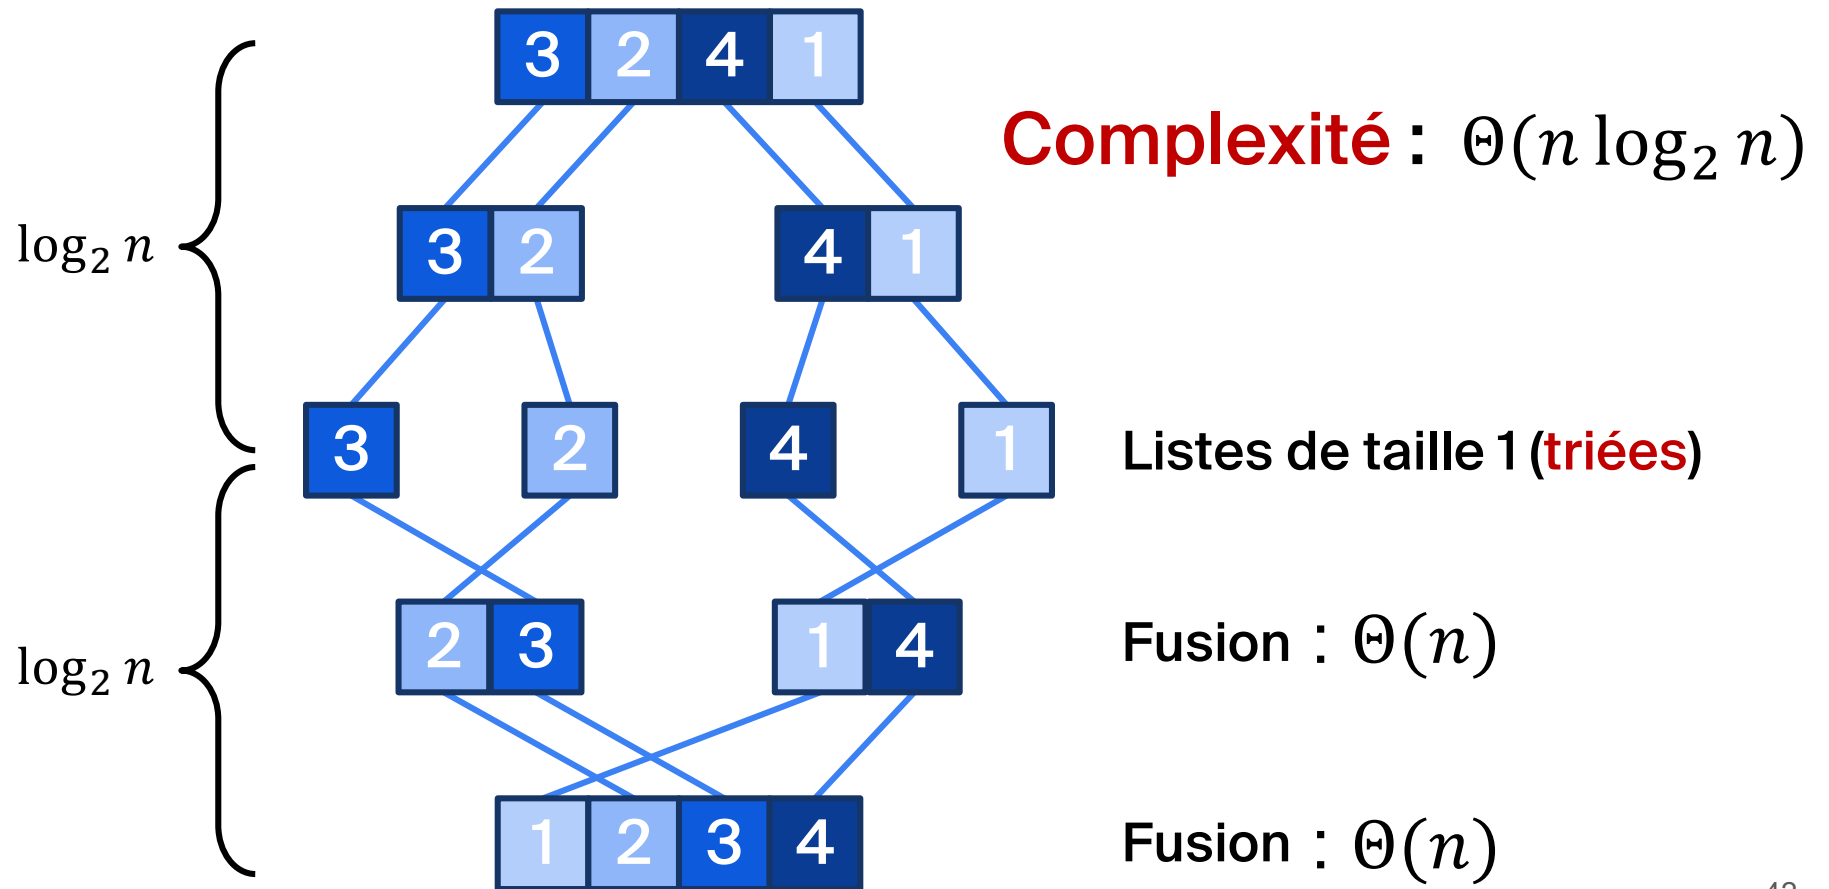 3 2 4 1
Complexité : Θ(n log₂ n)
log₂ n
3 2 4 1
3 2 4 1
Listes de taille 1 (triées)
2 3 1 4
Fusion : Θ(n)
log₂ n
1 2 3 4
Fusion : Θ(n)